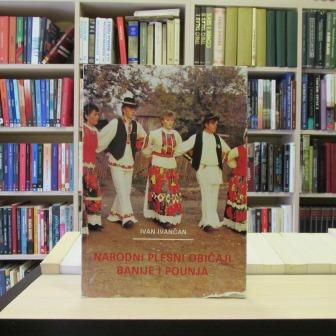 IVAN IVANČAN
NARODNI PLESNI OBIČAJI
BANIJE I POUNJA